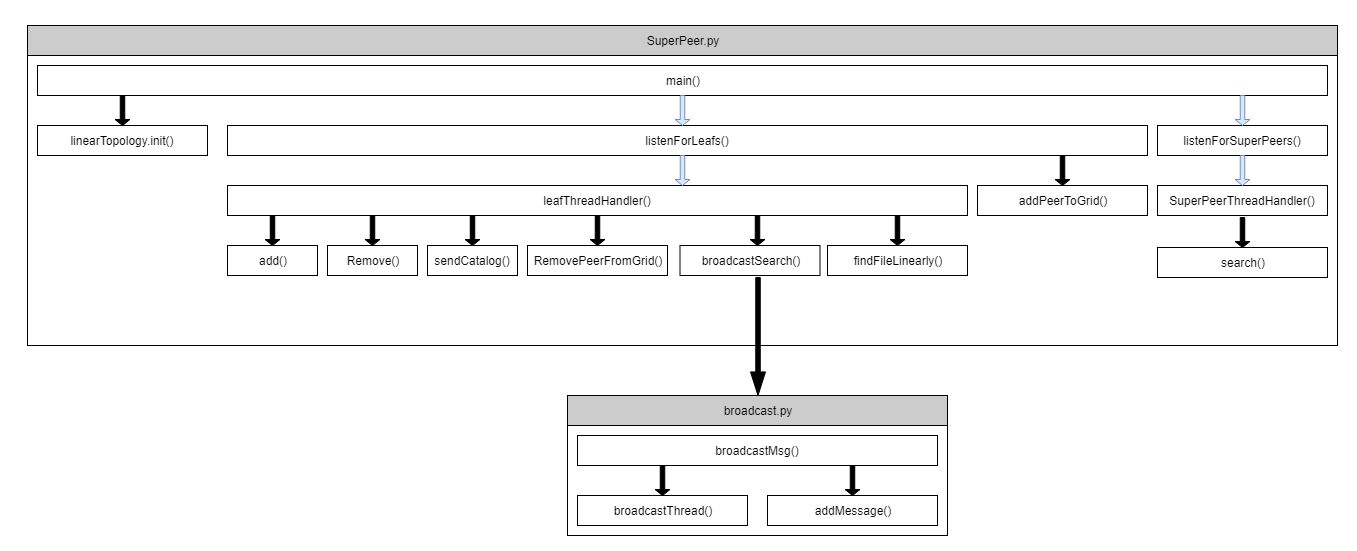 SuperPeer.py
main()
linearTopology.init()
listenForLeafs()
listenForSuperPeers()
leafThreadHandler()
addPeerToGrid()
SuperPeerThreadHandler()
add()
Remove()
sendCatalog()
RemovePeerFromGrid()
broadcastSearch()
findFileLinearly()
search()
broadcast.py
broadcastMsg()
broadcastThread()
addMessage()